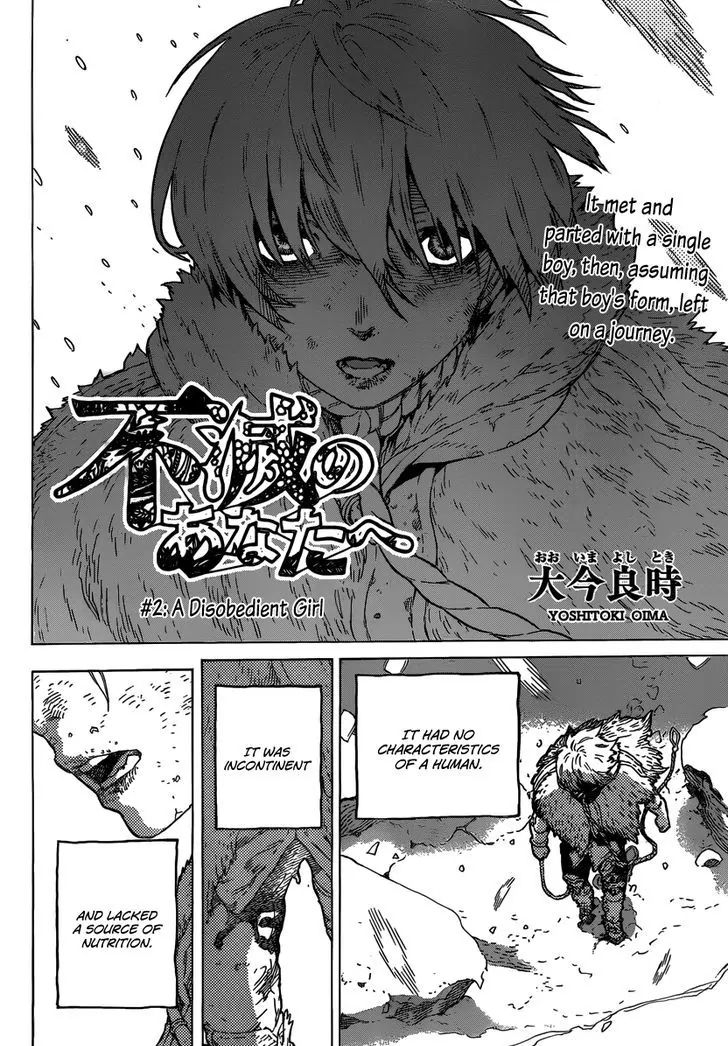 It met and
parted with a single
boy, then, assuming
that boy's form, left
on a journey.
不滅の
あなたへ
#2: A Disobedient Girl
おお いま よし とき
大今良時
YOSHITOKI OIMA
IT HAD NO
CHARACTERISTICS
OF A HUMAN.
IT WAS
INCONTINENT
AND LACKED
A SOURCE OF
NUTRITION.